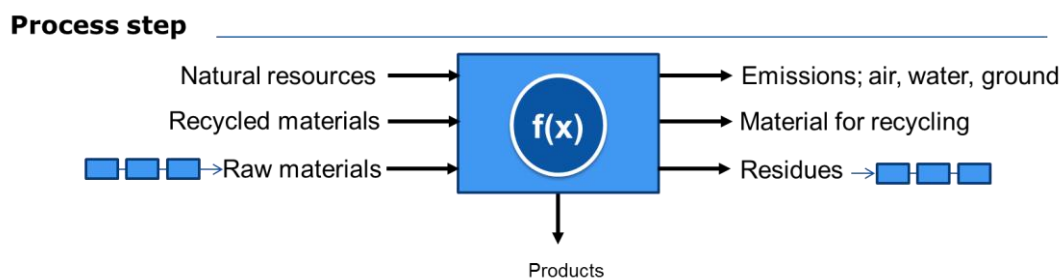 Process step
Natural resources
Recycled materials
Raw materials
f(x)
Emissions; air, water, ground
Material for recycling
Residues
Products